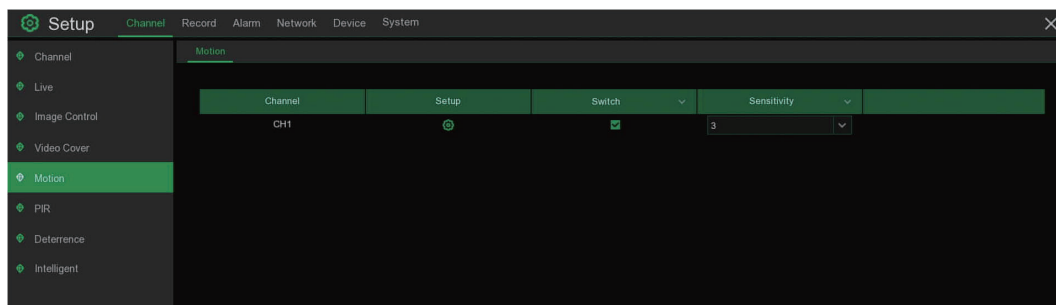 Setup Channel Record Alarm Network Device System
Channel
Live
Image Control
Video Cover
Motion
PIR
Deterrence
Intelligent
Motion
Channel Setup Switch Sensitivity
CH1 3